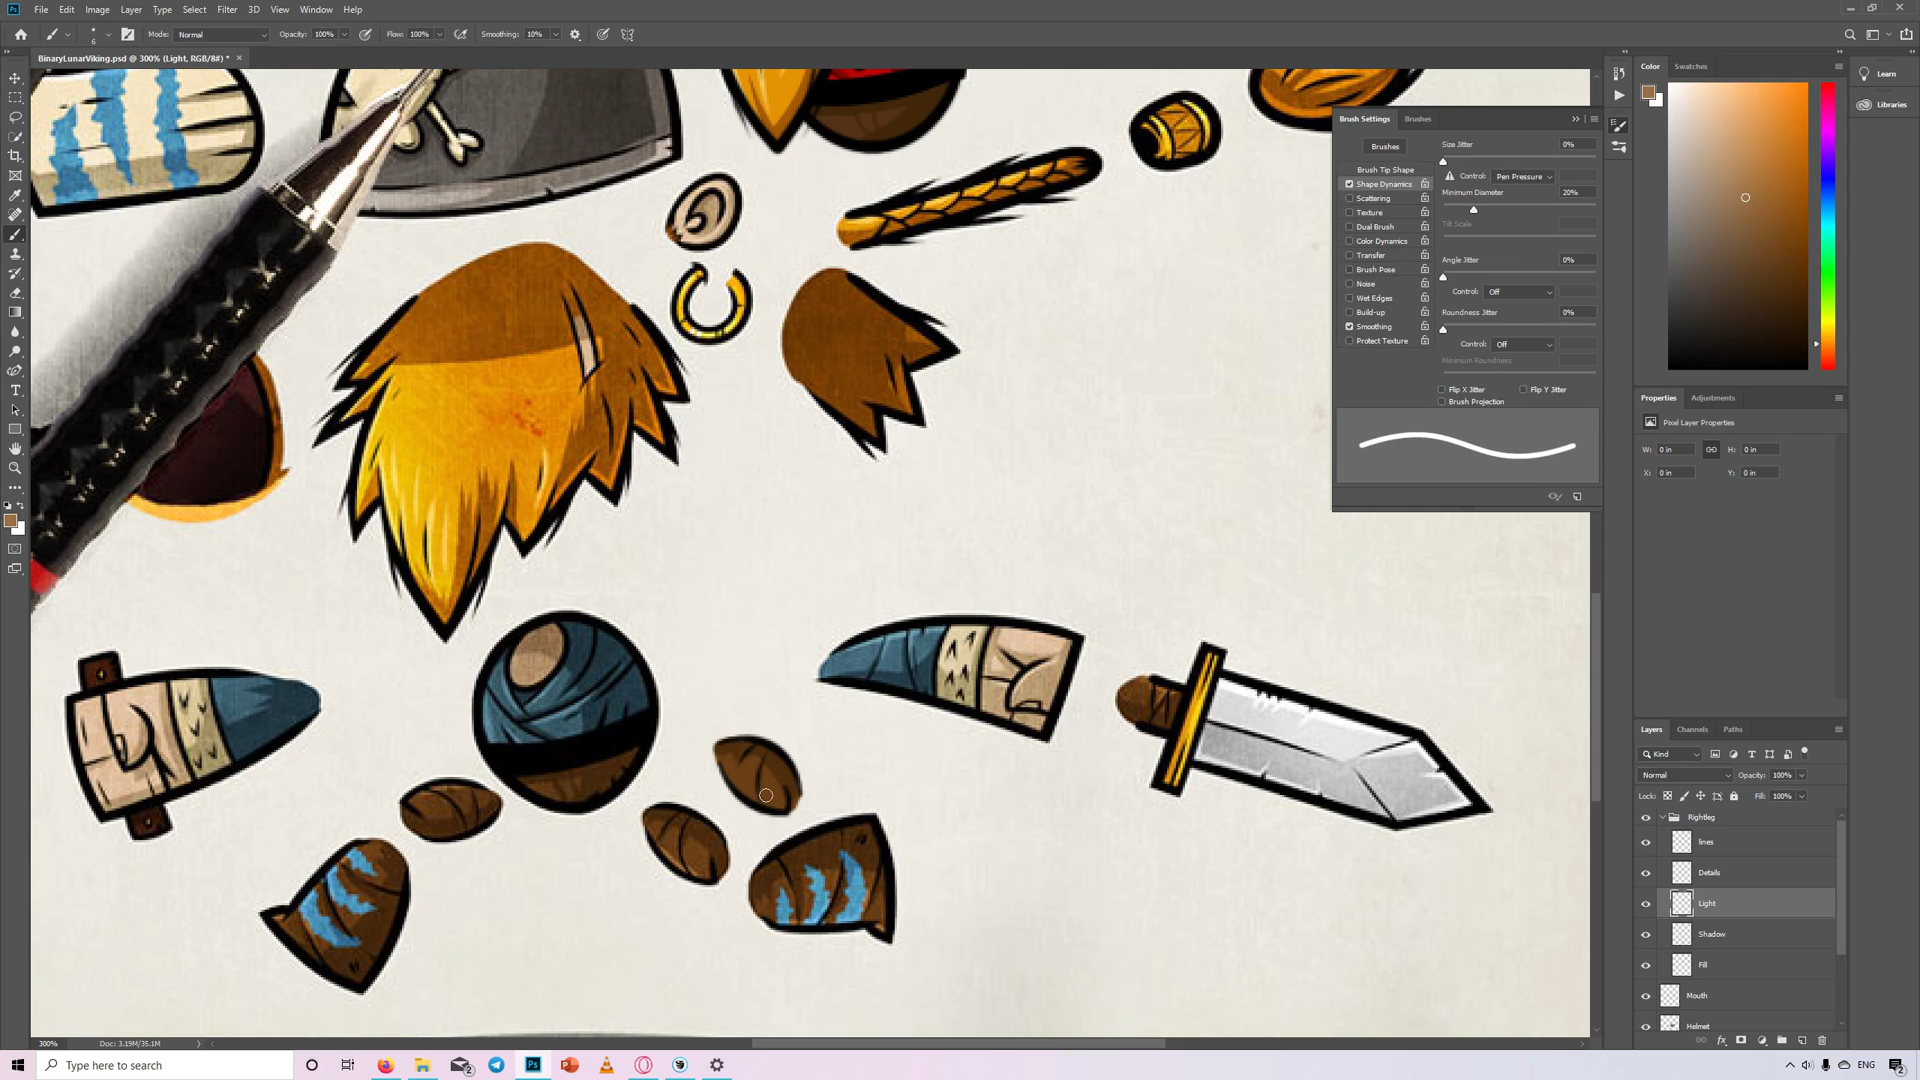 Ps File Edit Image Layer Type Select Filter 3D View Window Help
6 Mode: Normal Opacity: 100% Flow: 100% Smoothing: 10%
BinaryLunarViking.psd @ 300% (Light, RGB/8#) * ×
Color Swatches
Learn
Libraries
Brush Settings Brushes
Brushes
Size Jitter 0%
Brush Tip Shape
Control: Pen Pressure
Shape Dynamics
Minimum Diameter 20%
Scattering
Texture
Tilt Scale
Dual Brush
Color Dynamics
Transfer
Angle Jitter 0%
Brush Pose
Noise
Control: Off
Wet Edges
Build-up
Roundness Jitter 0%
Smoothing
Protect Texture
Control: Off
Minimum Roundness
Flip X Jitter Flip Y Jitter
Brush Projection
Properties Adjustments
Pixel Layer Properties
W: 0 in H: 0 in
X: 0 in Y: 0 in
Layers Channels Paths
Kind
Normal Opacity: 100%
Lock: Fill: 100%
Rightleg
lines
Details
Light
Shadow
Fill
Mouth
Helmet
300% Doc: 3.19M/35.1M
Type here to search
2
Ps
ENG
2